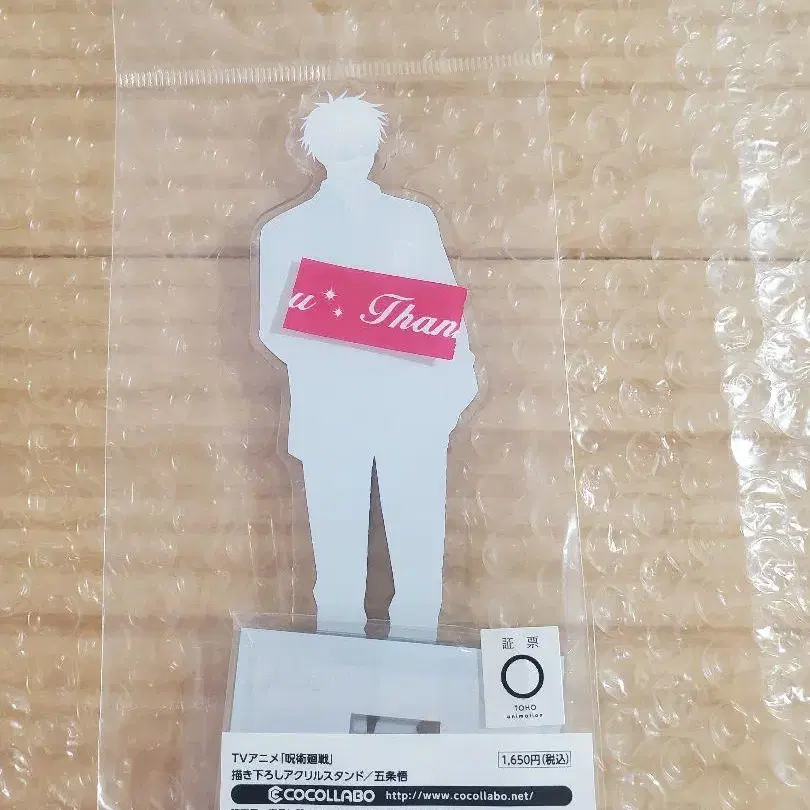 u Than
証 票
TOHO
animation
TVアニメ「呪術廻戦」
1,650円(税込)
描き下ろしアクリルスタンド／五条悟
COCOLLABO http://www.cocollabo.net/